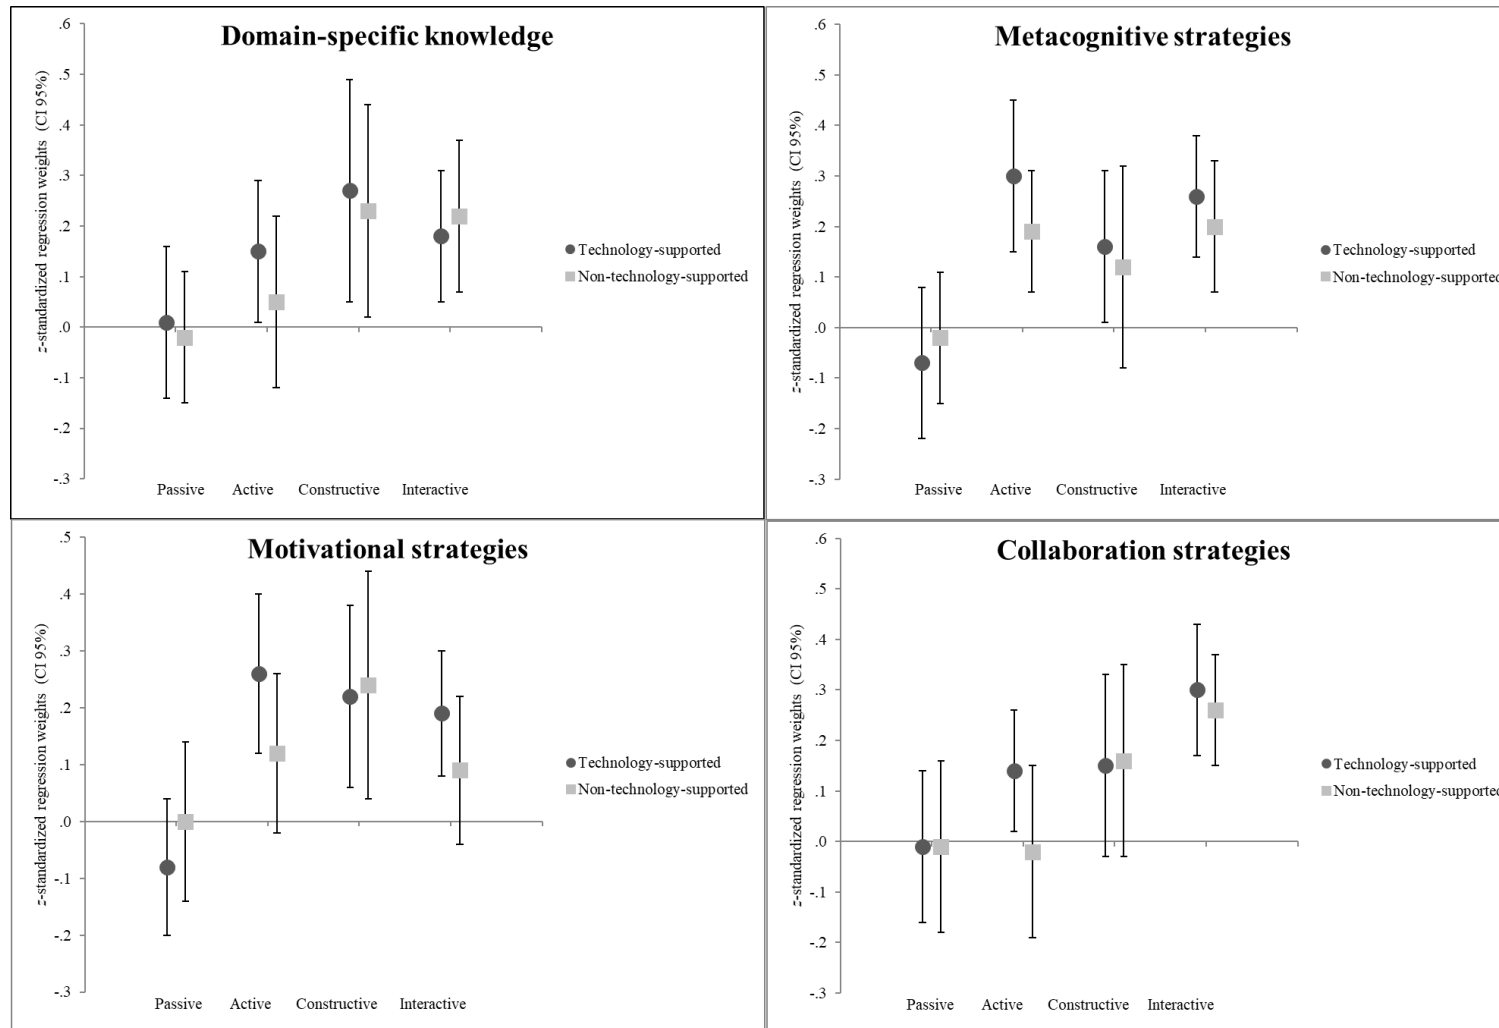 Domain-specific knowledge
z-standardized regression weights (CI 95%)
.6
.5
.4
.3
.2
.1
.0
-.1
-.2
-.3
Passive Active Constructive Interactive
Technology-supported
Non-technology-supported
Metacognitive strategies
z-standardized regression weights (CI 95%)
.6
.5
.4
.3
.2
.1
.0
-.1
-.2
-.3
Passive Active Constructive Interactive
Technology-supported
Non-technology-supported
Motivational strategies
z-standardized regression weights (CI 95%)
.5
.4
.3
.2
.1
.0
-.1
-.2
-.3
Passive Active Constructive Interactive
Technology-supported
Non-technology-supported
Collaboration strategies
z-standardized regression weights (CI 95%)
.6
.5
.4
.3
.2
.1
.0
-.1
-.2
-.3
Passive Active Constructive Interactive
Technology-supported
Non-technology-supported